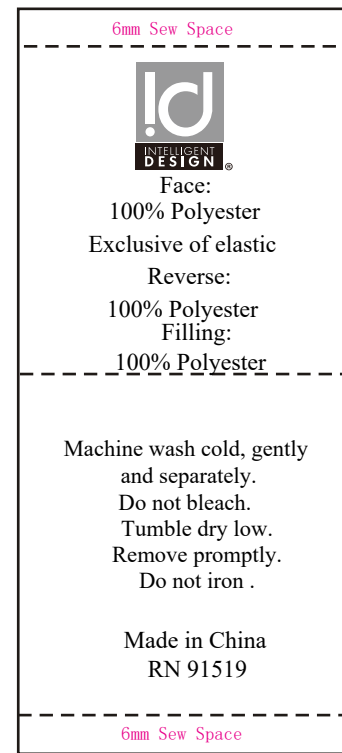 6mm Sew Space
id
INTELLIGENT
DESIGN ®
Face:
100% Polyester
Exclusive of elastic
Reverse:
100% Polyester
Filling:
100% Polyester
Machine wash cold, gently
and separately.
Do not bleach.
Tumble dry low.
Remove promptly.
Do not iron .
Made in China
RN 91519
6mm Sew Space